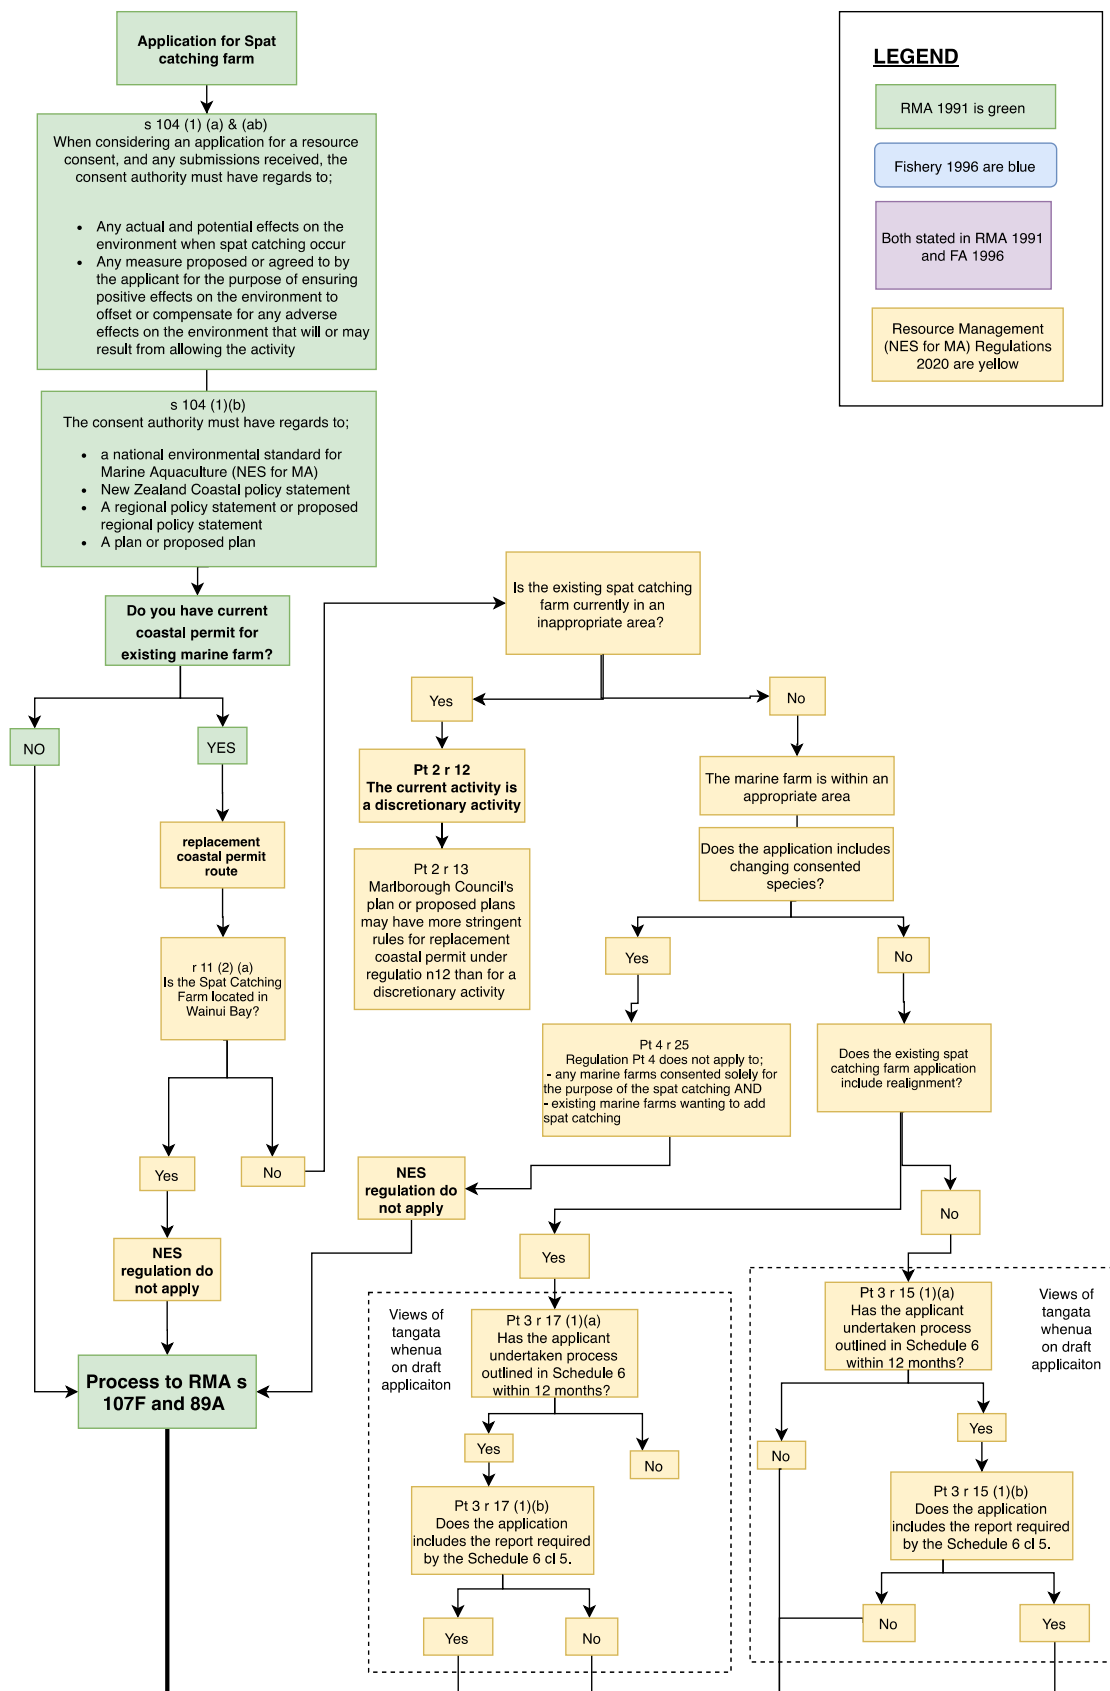 Application for Spat
catching farm
s 104 (1) (a) & (ab)
When considering an application for a resource
consent, and any submissions received, the
consent authority must have regards to;
• Any actual and potential effects on the
environment when spat catching occur
• Any measure proposed or agreed to by
the applicant for the purpose of ensuring
positive effects on the environment to
offset or compensate for any adverse
effects on the environment that will or may
result from allowing the activity
s 104 (1)(b)
The consent authority must have regards to;
• a national environmental standard for
Marine Aquaculture (NES for MA)
• New Zealand Coastal policy statement
• A regional policy statement or proposed
regional policy statement
• A plan or proposed plan
Do you have current
coastal permit for
existing marine farm?
NO
YES
replacement
coastal permit
route
r 11 (2) (a)
Is the Spat Catching
Farm located in
Wainui Bay?
Yes
No
NES
regulation do
not apply
Process to RMA s
107F and 89A
LEGEND
RMA 1991 is green
Fishery 1996 are blue
Both stated in RMA 1991
and FA 1996
Resource Management
(NES for MA) Regulations
2020 are yellow
Is the existing spat catching
farm currently in an
inappropriate area?
Yes
No
Pt 2 r 12
The current activity is
a discretionary activity
Pt 2 r 13
Marlborough Council's
plan or proposed plans
may have more stringent
rules for replacement
coastal permit under
regulatio n12 than for a
discretionary activity
The marine farm is within an
appropriate area
Does the application includes
changing consented
species?
Yes
No
Pt 4 r 25
Regulation Pt 4 does not apply to;
- any marine farms consented solely for
the purpose of the spat catching AND
- existing marine farms wanting to add
spat catching
NES
regulation do
not apply
Does the existing spat
catching farm application
include realignment?
Yes
No
Views of
tangata
whenua
on draft
applicaiton
Pt 3 r 17 (1)(a)
Has the applicant
undertaken process
outlined in Schedule 6
within 12 months?
Yes
No
Pt 3 r 17 (1)(b)
Does the application
includes the report required
by the Schedule 6 cl 5.
Yes
No
Pt 3 r 15 (1)(a)
Has the applicant
undertaken process
outlined in Schedule 6
within 12 months?
Views of
tangata
whenua
on draft
applicaiton
No
Yes
Pt 3 r 15 (1)(b)
Does the application
includes the report required
by the Schedule 6 cl 5.
No
Yes